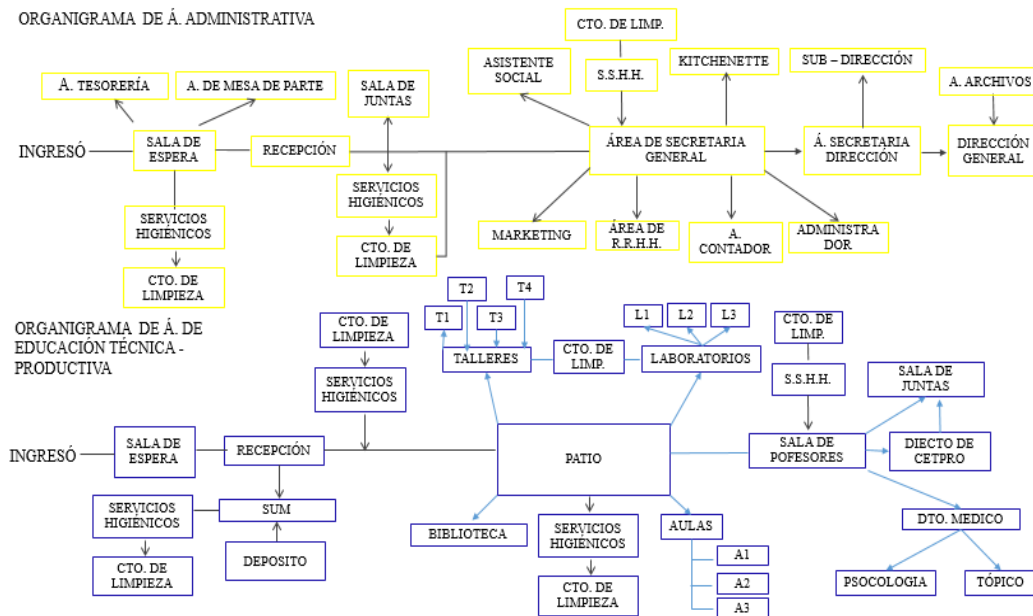 ORGANIGRAMA DE Á. ADMINISTRATIVA
CTO. DE LIMP.
A. TESORERÍA
A. DE MESA DE PARTE
SALA DE
JUNTAS
ASISTENTE
SOCIAL
S.S.H.H.
KITCHENETTE
SUB – DIRECCIÓN
A. ARCHIVOS
INGRESÓ
SALA DE
ESPERA
RECEPCIÓN
ÁREA DE SECRETARIA
GENERAL
Á. SECRETARIA
DIRECCIÓN
DIRECCIÓN
GENERAL
SERVICIOS
HIGIÉNICOS
CTO. DE
LIMPIEZA
SERVICIOS
HIGIÉNICOS
CTO. DE
LIMPIEZA
MARKETING
ÁREA DE
R.R.H.H.
A.
CONTADOR
ADMINISTRA
DOR
ORGANIGRAMA DE Á. DE
EDUCACIÓN TÉCNICA -
PRODUCTIVA
CTO. DE
LIMPIEZA
SERVICIOS
HIGIÉNICOS
T2
T4
T1
T3
TALLERES
CTO. DE
LIMP.
L1
L2
L3
LABORATORIOS
CTO. DE
LIMP.
S.S.H.H.
SALA DE
JUNTAS
INGRESÓ
SALA DE
ESPERA
RECEPCIÓN
PATIO
SALA DE
POFESORES
DIECTO DE
CETPRO
SERVICIOS
HIGIÉNICOS
SUM
CTO. DE
LIMPIEZA
DEPOSITO
BIBLIOTECA
SERVICIOS
HIGIÉNICOS
CTO. DE
LIMPIEZA
AULAS
A1
A2
A3
DTO. MEDICO
PSOCOLOGIA
TÓPICO